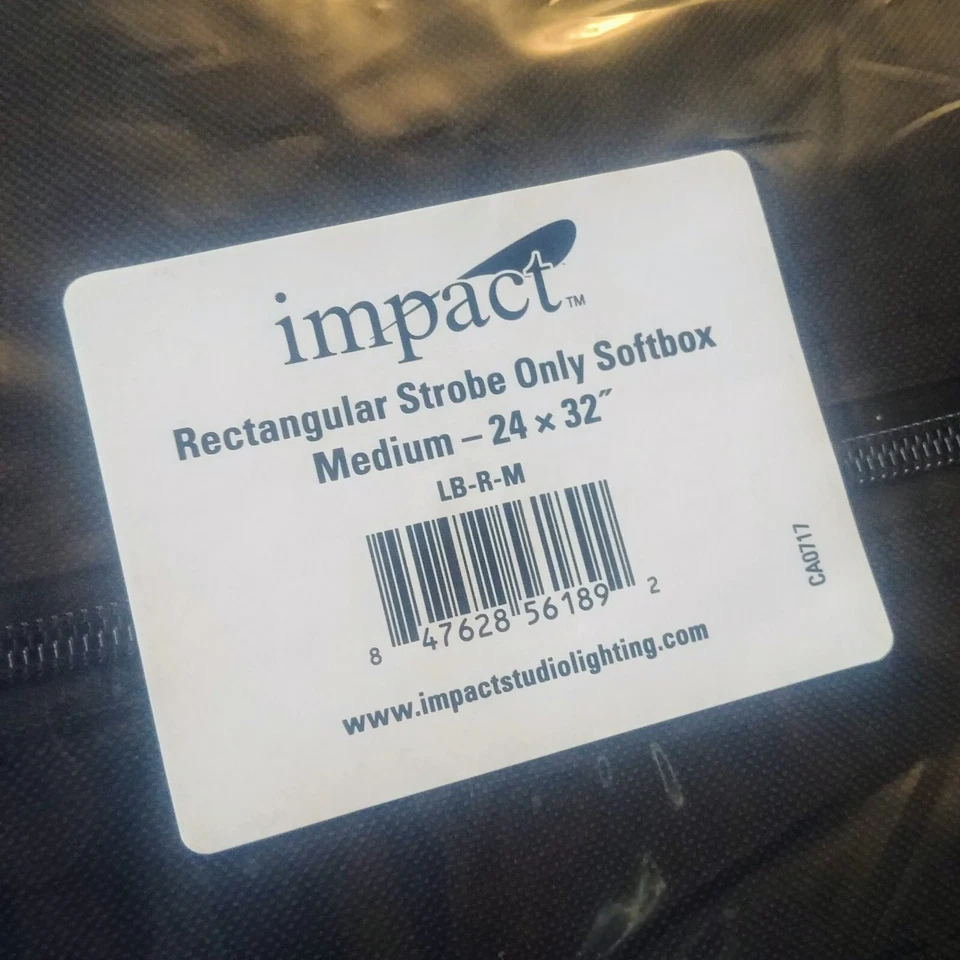 impact™
Rectangular Strobe Only Softbox
Medium – 24 × 32″
LB-R-M
8 47628 56189 2
www.impactstudiolighting.com
CA0717